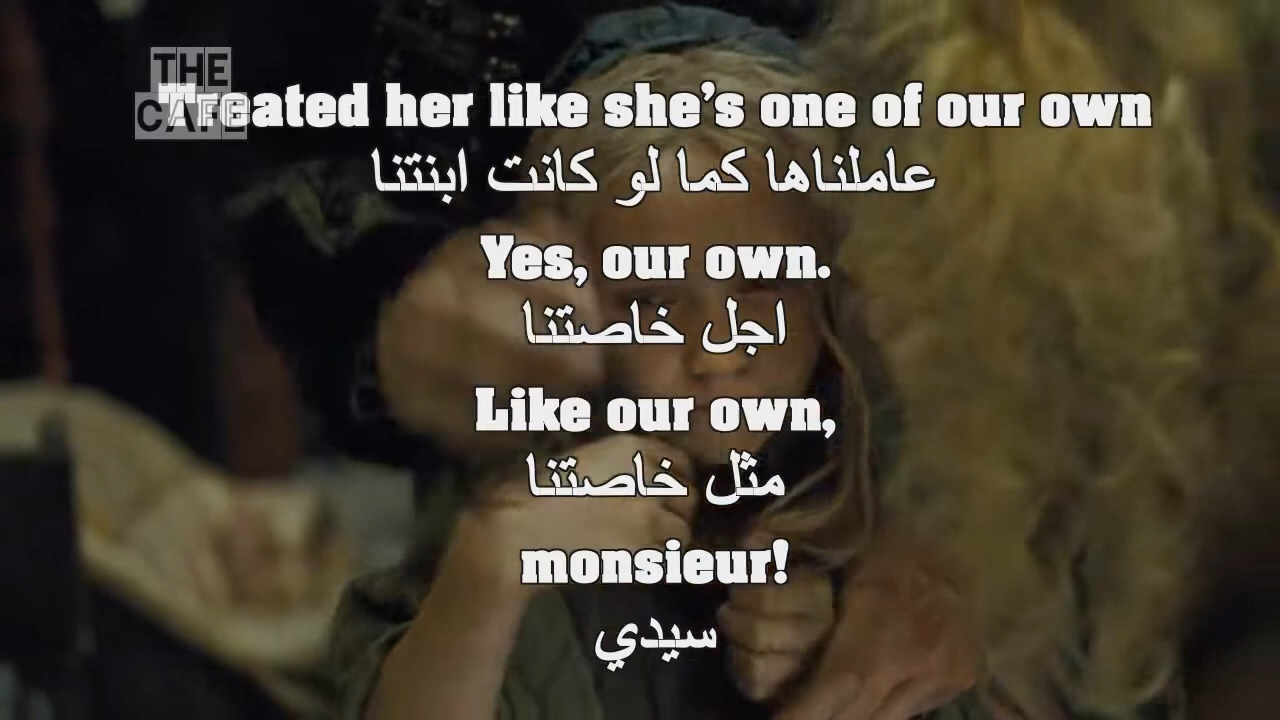 THE
CAFE
Treated her like she's one of our own
عاملناها كما لو كانت ابنتنا
Yes, our own.
اجل خاصتنا
Like our own,
مثل خاصتنا
monsieur!
سيدي